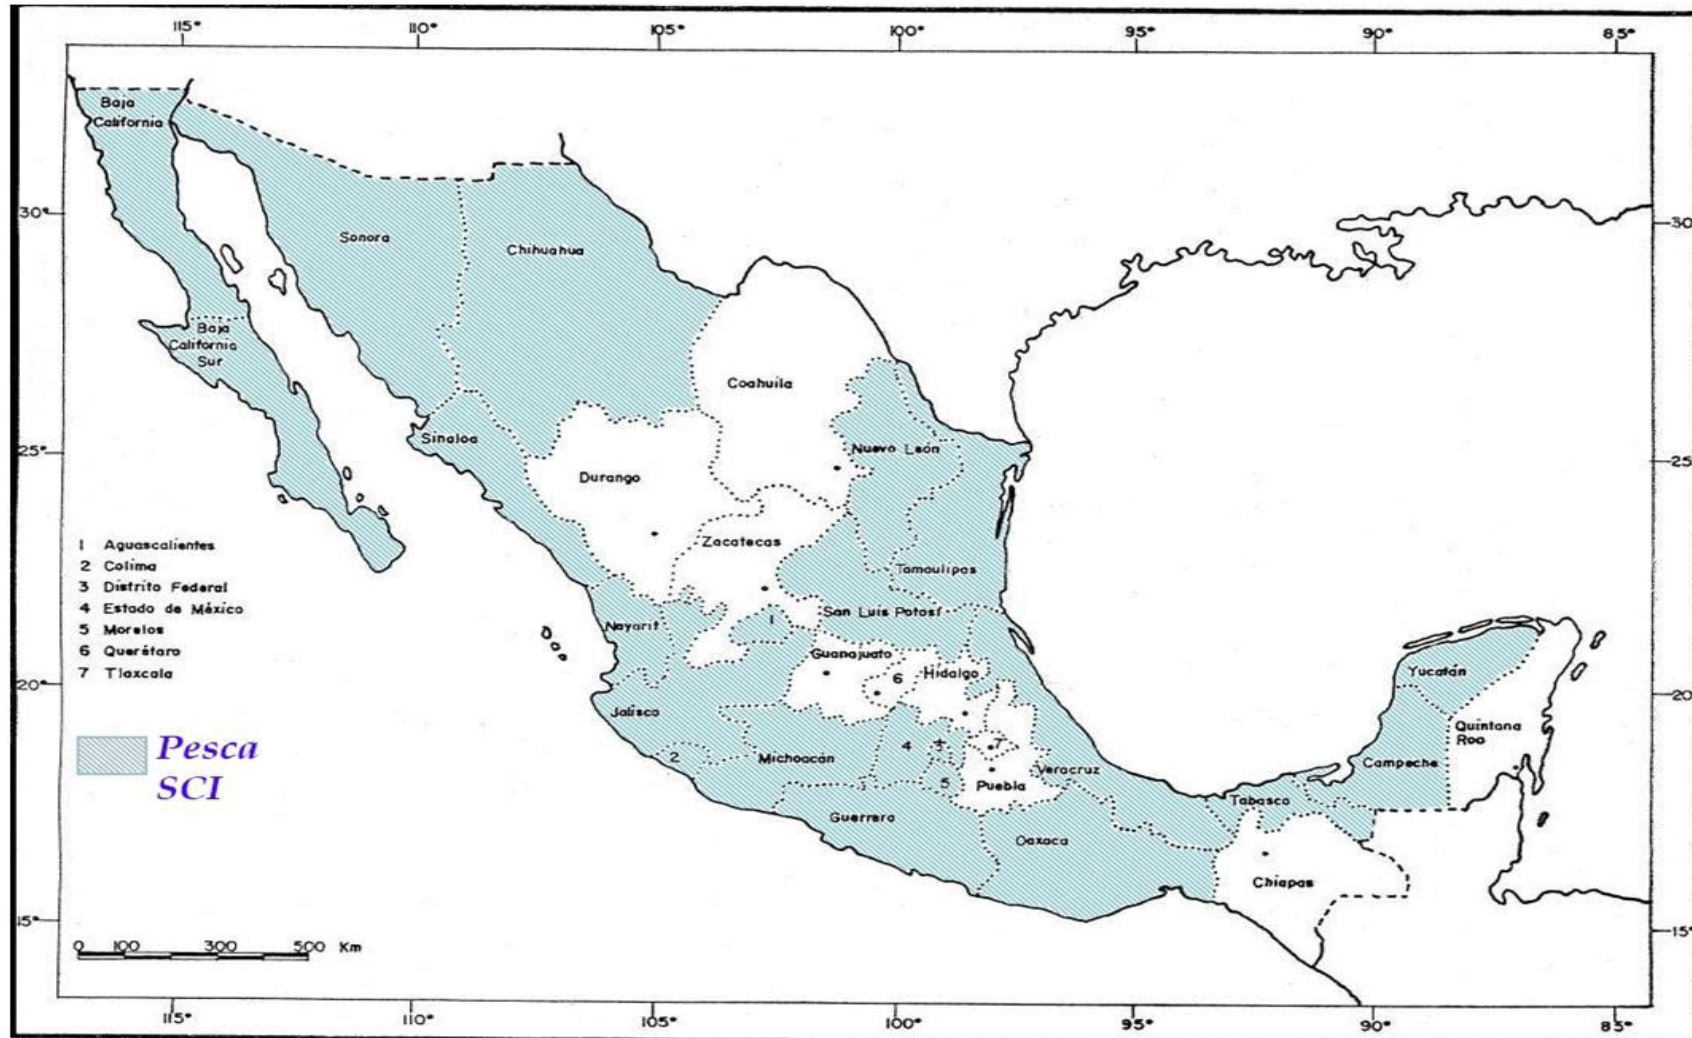 115°
110°
105°
100°
95°
90°
85°
Baja
California
30°
30°
Sonora
Chihuahua
Baja
California
Sur
Coahuila
Sinaloa
Nuevo León
25°
25°
Durango
Zacatecas
1 Aguascalientes
2 Colima
3 Distrito Federal
4 Estado de México
5 Morelos
6 Querétaro
7 Tlaxcala
Tamaulipas
San Luis Potosí
Nayarit
1
Guanajuato
Hidalgo
6
Yucatán
20°
20°
Jalisco
Quintana
Roo
Pesca
SCI
2
Michoacán
4
3
7
Veracruz
Campeche
5
Puebla
Tabasco
Guerrero
Oaxaca
Chiapas
15°
15°
0 100 300 500 Km
115°
110°
105°
100°
95°
90°
85°